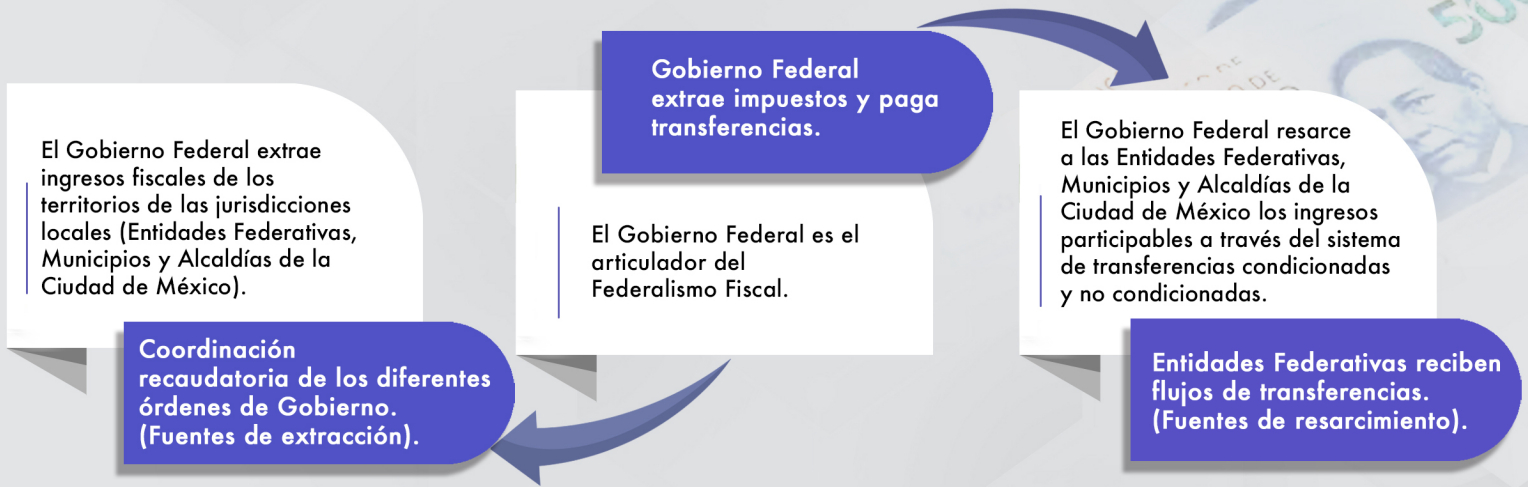 El Gobierno Federal extrae
ingresos fiscales de los
territorios de las jurisdicciones
locales (Entidades Federativas,
Municipios y Alcaldías de la
Ciudad de México).
Coordinación
recaudatoria de los diferentes
órdenes de Gobierno.
(Fuentes de extracción).
Gobierno Federal
extrae impuestos y paga
transferencias.
El Gobierno Federal es el
articulador del
Federalismo Fiscal.
El Gobierno Federal resarce
a las Entidades Federativas,
Municipios y Alcaldías de la
Ciudad de México los ingresos
participables a través del sistema
de transferencias condicionadas
y no condicionadas.
Entidades Federativas reciben
flujos de transferencias.
(Fuentes de resarcimiento).